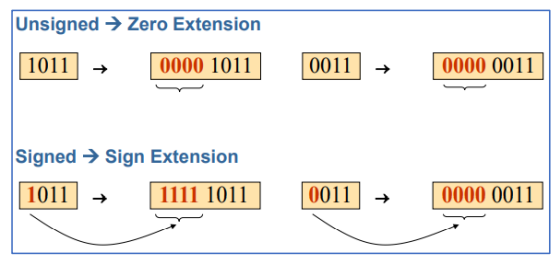 Unsigned → Zero Extension
1011 → 0000 1011 0011 → 0000 0011
Signed → Sign Extension
1011 → 1111 1011 0011 → 0000 0011